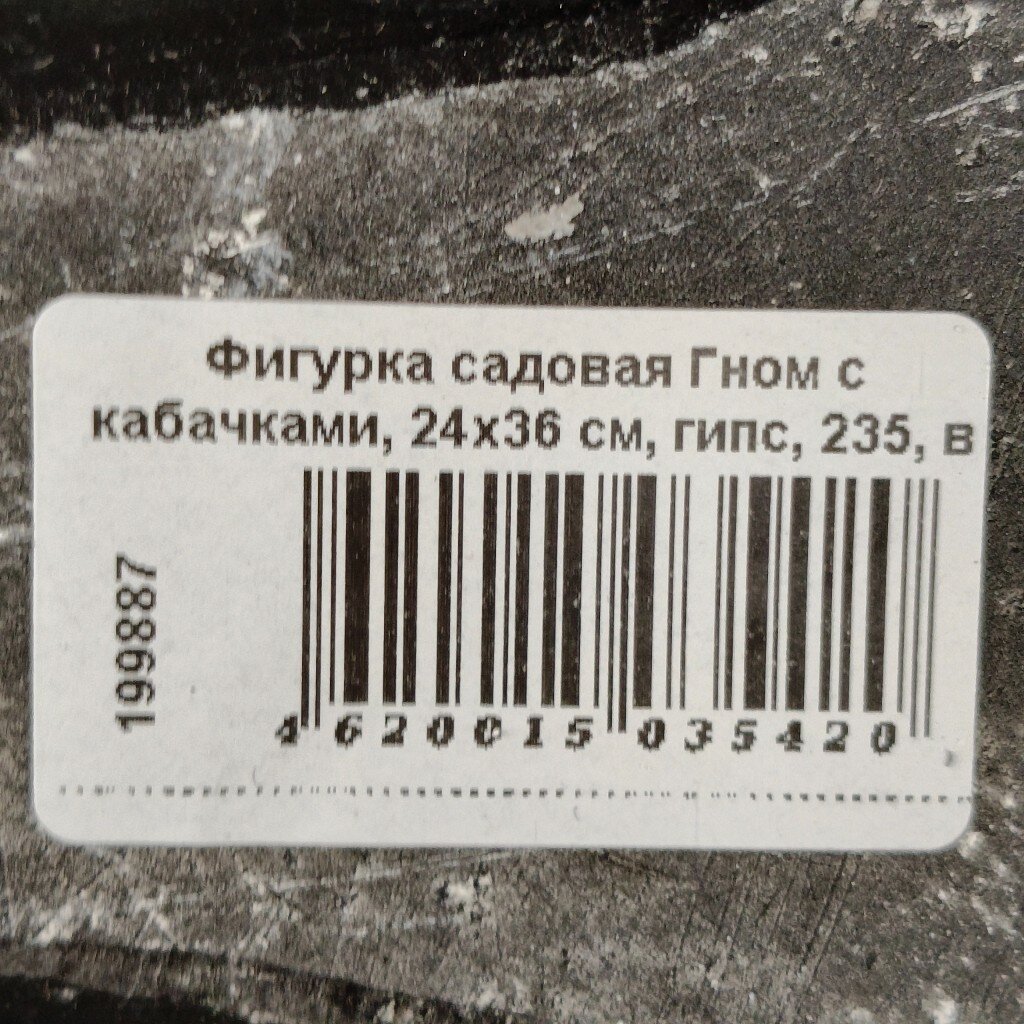 Фигурка садовая Гном с
кабачками, 24х36 см, гипс, 235, в
199887
4 620015 035420